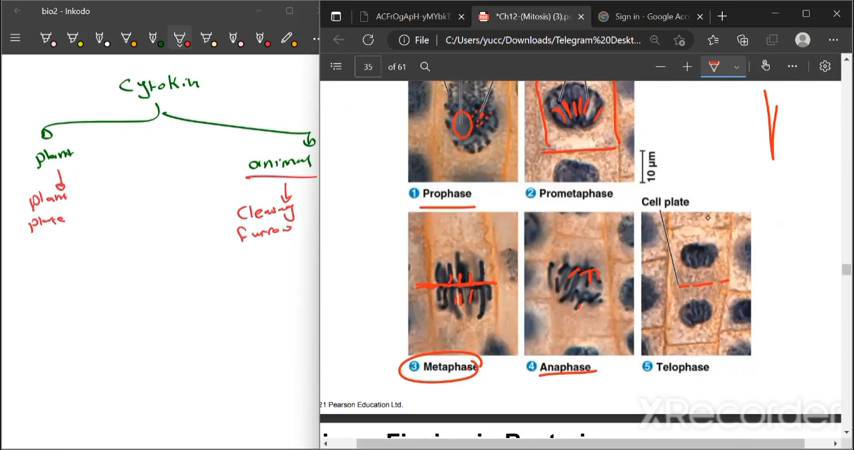 bio2 - Inkodo
ACFrOgApH-yMYbkT
*Ch12-(Mitosis) (3).p
Sign in - Google Acc
File
C:/Users/yucc/Downloads/Telegram%20Deskt...
35 of 61
Cytokin
plant
animal
plant
plate
Cleavag
furrow
10 µm
1 Prophase
2 Prometaphase
Cell plate
3 Metaphase
4 Anaphase
5 Telophase
21 Pearson Education Ltd.
XRecorder